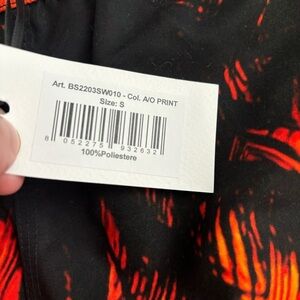 Art. BS2203SW010 - Col. A/O PRINT
Size: S
8 052275 932632
100%Poliestere